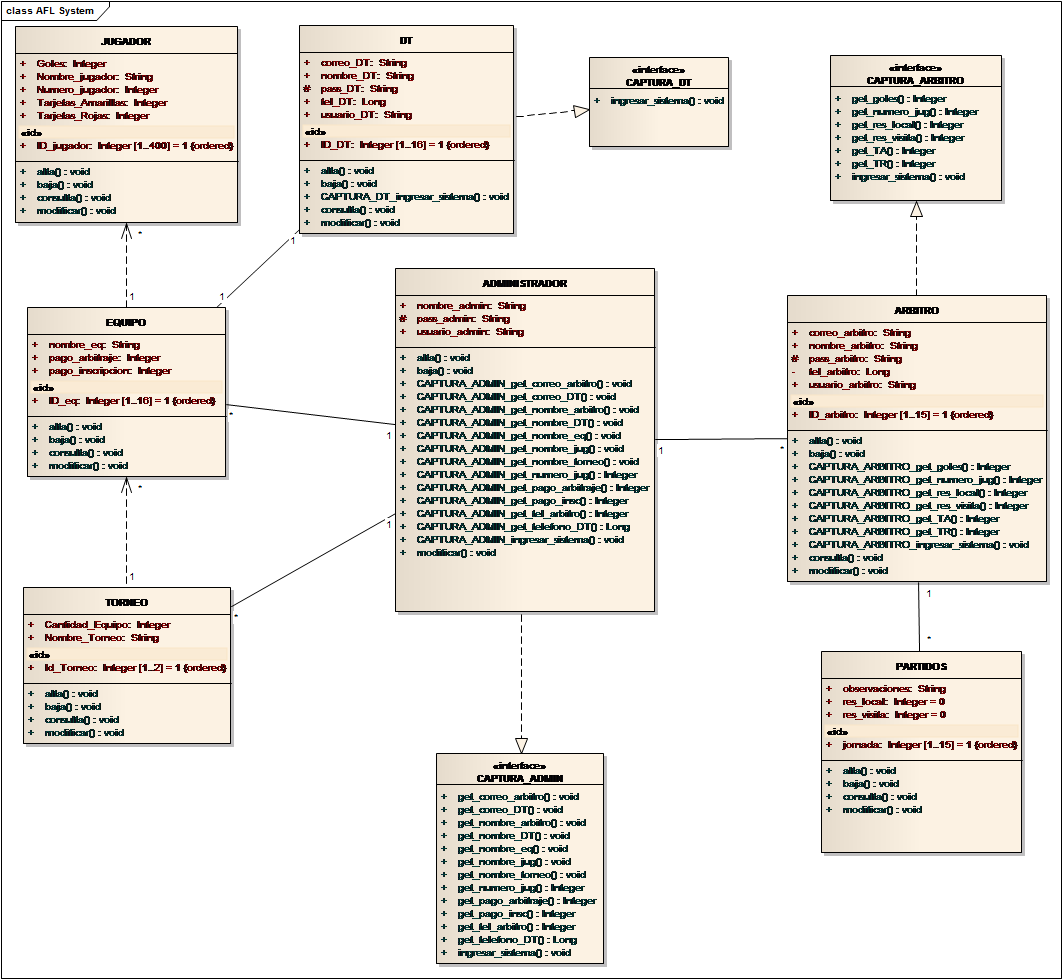 class AFL System
JUGADOR
+ Goles: Integer
+ Nombre_jugador: String
+ Numero_jugador: Integer
+ Tarjetas_Amarillas: Integer
+ Tarjetas_Rojas: Integer
«id»
+ ID_jugador: Integer [1..400] = 1 {ordered}
+ alta() : void
+ baja() : void
+ consulta() : void
+ modificar() : void
DT
+ correo_DT: String
+ nombre_DT: String
# pass_DT: String
+ tel_DT: Long
+ usuario_DT: String
«id»
+ ID_DT: Integer [1..16] = 1 {ordered}
+ alta() : void
+ baja() : void
+ CAPTURA_DT_ingresar_sistema() : void
+ consulta() : void
+ modificar() : void
«interface»
CAPTURA_DT
+ ingresar_sistema() : void
«interface»
CAPTURA_ARBITRO
+ get_goles() : Integer
+ get_numero_jug() : Integer
+ get_res_local() : Integer
+ get_res_visita() : Integer
+ get_TA() : Integer
+ get_TR() : Integer
+ ingresar_sistema() : void
*
1
1
1
EQUIPO
+ nombre_eq: String
+ pago_arbitraje: Integer
+ pago_inscripcion: Integer
«id»
+ ID_eq: Integer [1..16] = 1 {ordered}
+ alta() : void
+ baja() : void
+ consulta() : void
+ modificar() : void
*
1
*
1
ADMINISTRADOR
+ nombre_admin: String
# pass_admin: String
+ usuario_admin: String
+ alta() : void
+ baja() : void
+ CAPTURA_ADMIN_get_correo_arbitro() : void
+ CAPTURA_ADMIN_get_correo_DT() : void
+ CAPTURA_ADMIN_get_nombre_arbitro() : void
+ CAPTURA_ADMIN_get_nombre_DT() : void
+ CAPTURA_ADMIN_get_nombre_eq() : void
+ CAPTURA_ADMIN_get_nombre_jug() : void
+ CAPTURA_ADMIN_get_nombre_torneo() : void
+ CAPTURA_ADMIN_get_numero_jug() : Integer
+ CAPTURA_ADMIN_get_pago_arbitraje() : Integer
+ CAPTURA_ADMIN_get_pago_insc() : Integer
+ CAPTURA_ADMIN_get_tel_arbitro() : Integer
+ CAPTURA_ADMIN_get_telefono_DT() : Long
+ CAPTURA_ADMIN_ingresar_sistema() : void
+ modificar() : void
1
*
ARBITRO
+ correo_arbitro: String
+ nombre_arbitro: String
# pass_arbitro: String
- tel_arbitro: Long
+ usuario_arbitro: String
«id»
+ ID_arbitro: Integer [1..15] = 1 {ordered}
+ alta() : void
+ baja() : void
+ CAPTURA_ARBITRO_get_goles() : Integer
+ CAPTURA_ARBITRO_get_numero_jug() : Integer
+ CAPTURA_ARBITRO_get_res_local() : Integer
+ CAPTURA_ARBITRO_get_res_visita() : Integer
+ CAPTURA_ARBITRO_get_TA() : Integer
+ CAPTURA_ARBITRO_get_TR() : Integer
+ CAPTURA_ARBITRO_ingresar_sistema() : void
+ consulta() : void
+ modificar() : void
1
*
1
*
TORNEO
+ Cantidad_Equipo: Integer
+ Nombre_Torneo: String
«id»
+ Id_Torneo: Integer [1..2] = 1 {ordered}
+ alta() : void
+ baja() : void
+ consulta() : void
+ modificar() : void
PARTIDOS
+ observaciones: String
+ res_local: Integer = 0
+ res_visita: Integer = 0
«id»
+ jornada: Integer [1..15] = 1 {ordered}
+ alta() : void
+ baja() : void
+ consulta() : void
+ modificar() : void
«interface»
CAPTURA_ADMIN
+ get_correo_arbitro() : void
+ get_correo_DT() : void
+ get_nombre_arbitro() : void
+ get_nombre_DT() : void
+ get_nombre_eq() : void
+ get_nombre_jug() : void
+ get_nombre_torneo() : void
+ get_numero_jug() : Integer
+ get_pago_arbitraje() : Integer
+ get_pago_insc() : Integer
+ get_tel_arbitro() : Integer
+ get_telefono_DT() : Long
+ ingresar_sistema() : void